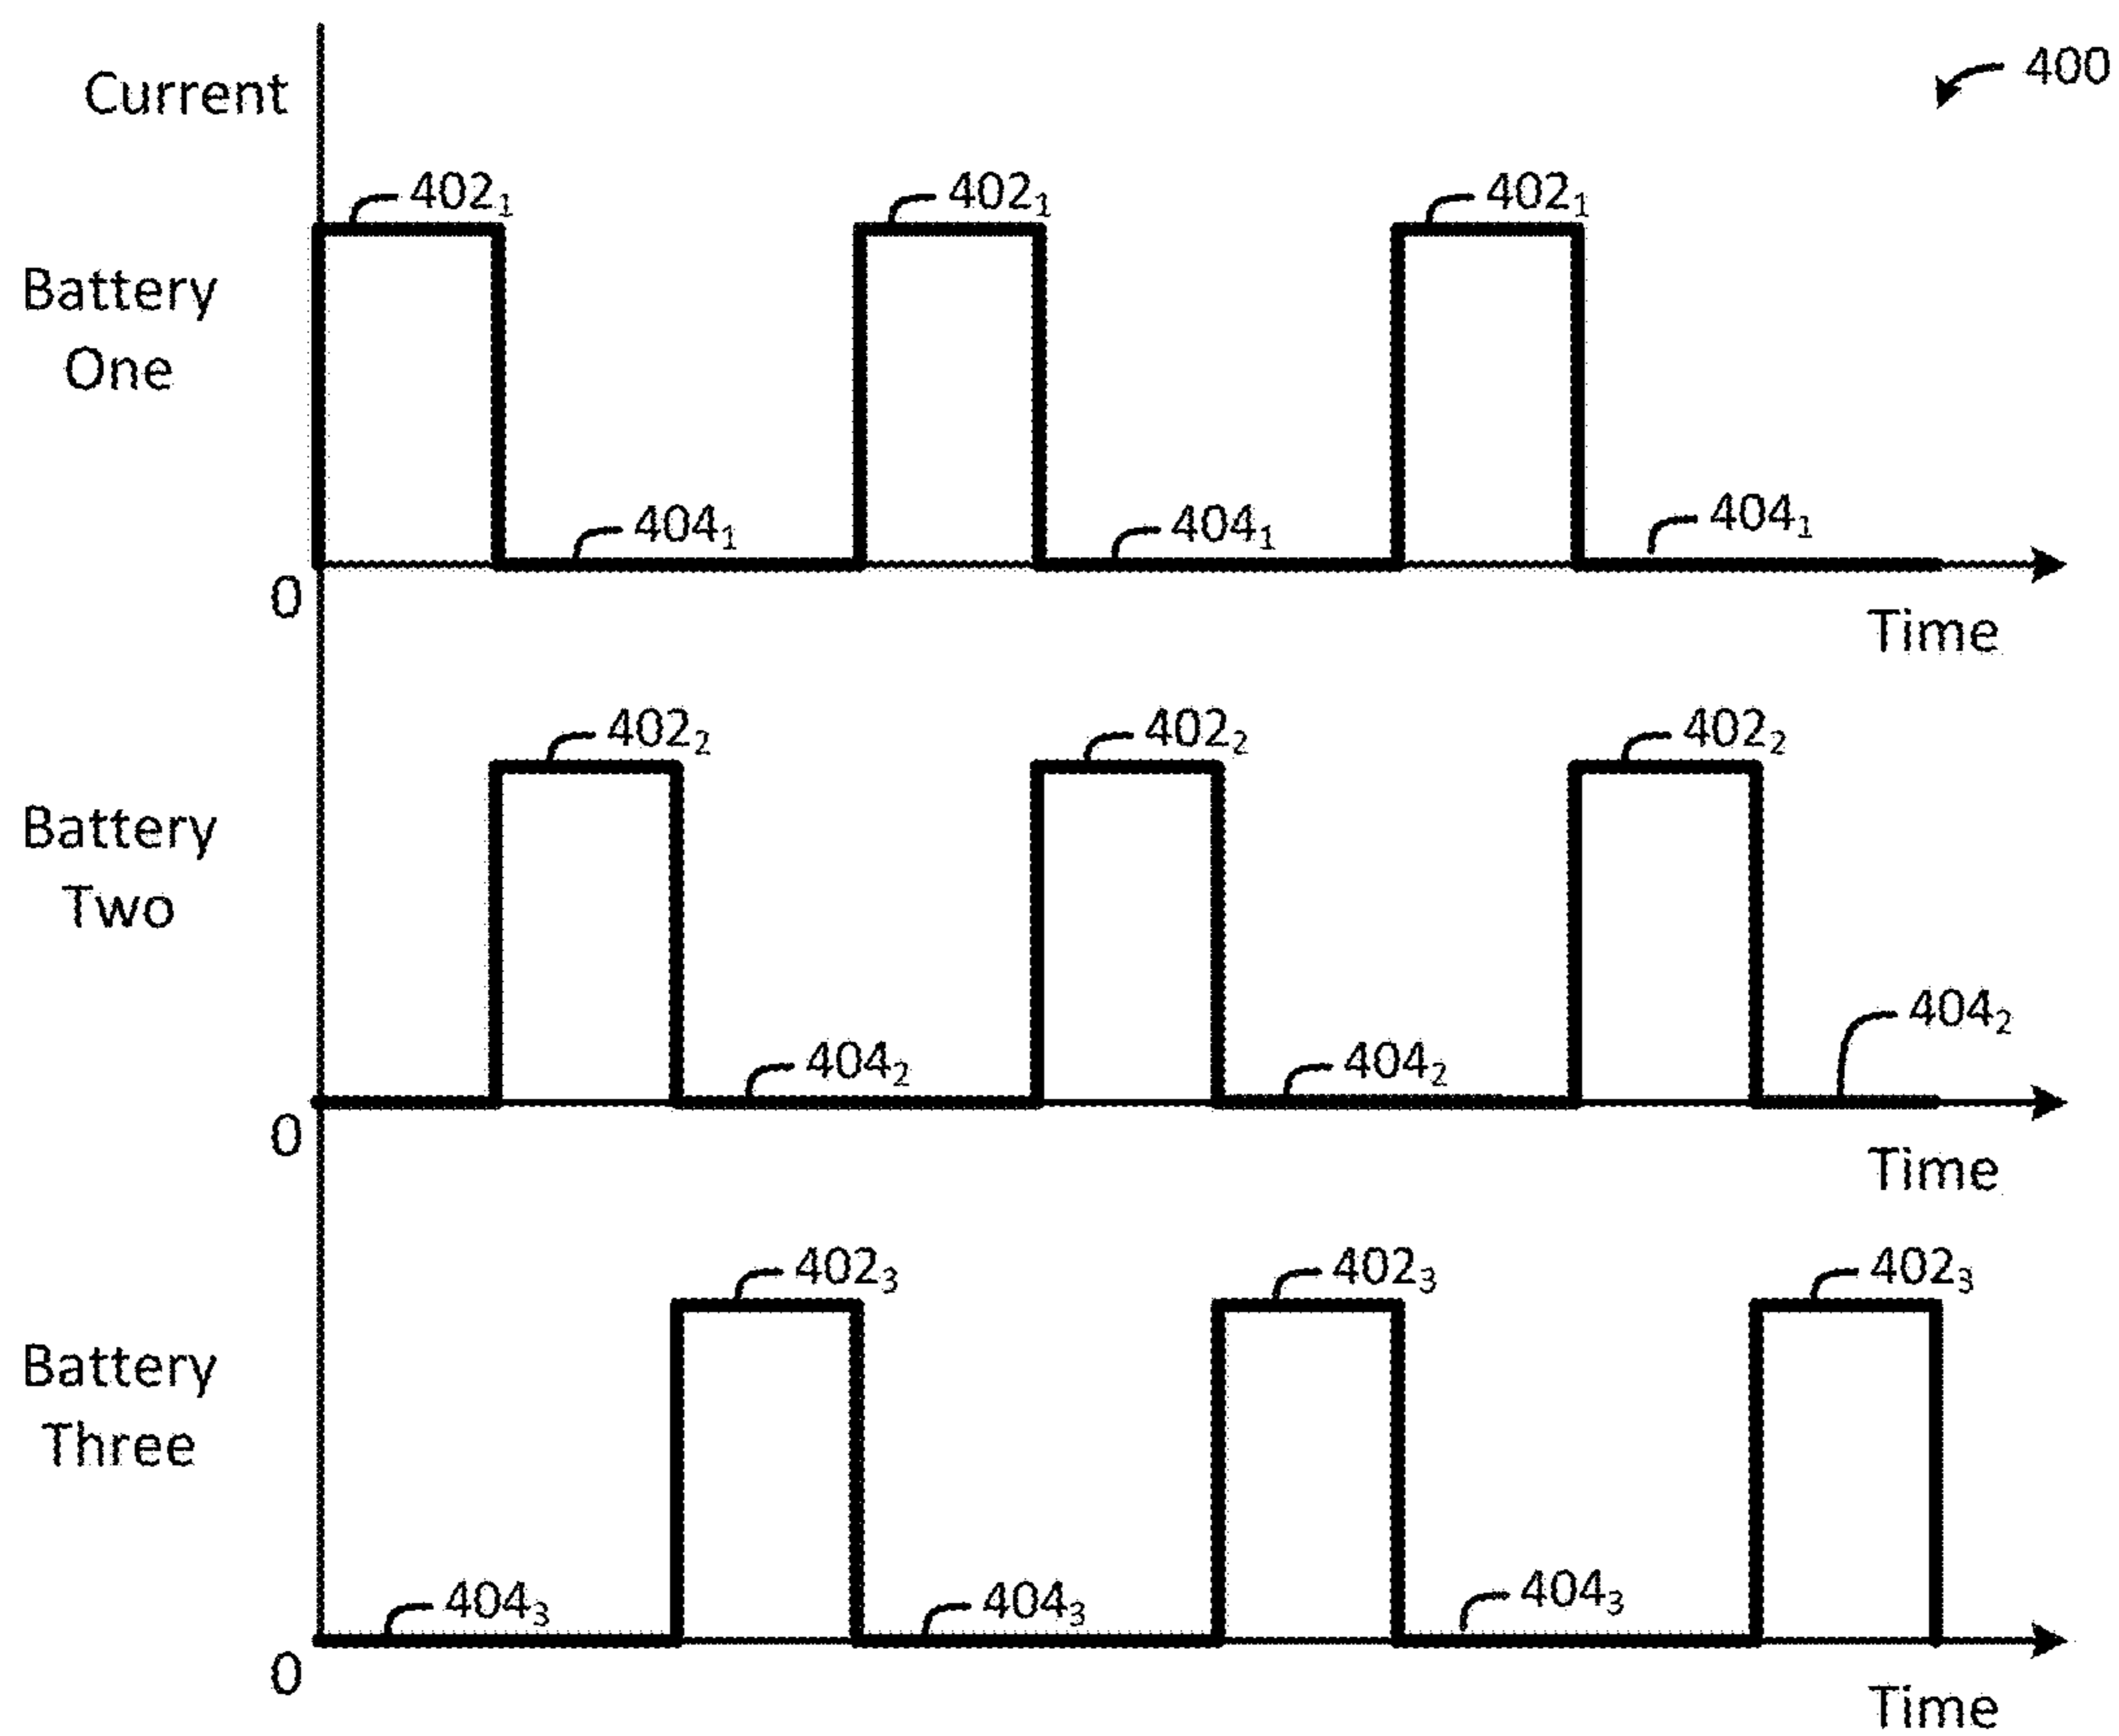 Current
400
402₁ 402₁ 402₁
Battery
One
404₁ 404₁ 404₁
0
Time
402₂ 402₂ 402₂
Battery
Two
404₂ 404₂ 404₂
0
Time
402₃ 402₃ 402₃
Battery
Three
404₃ 404₃ 404₃
0
Time